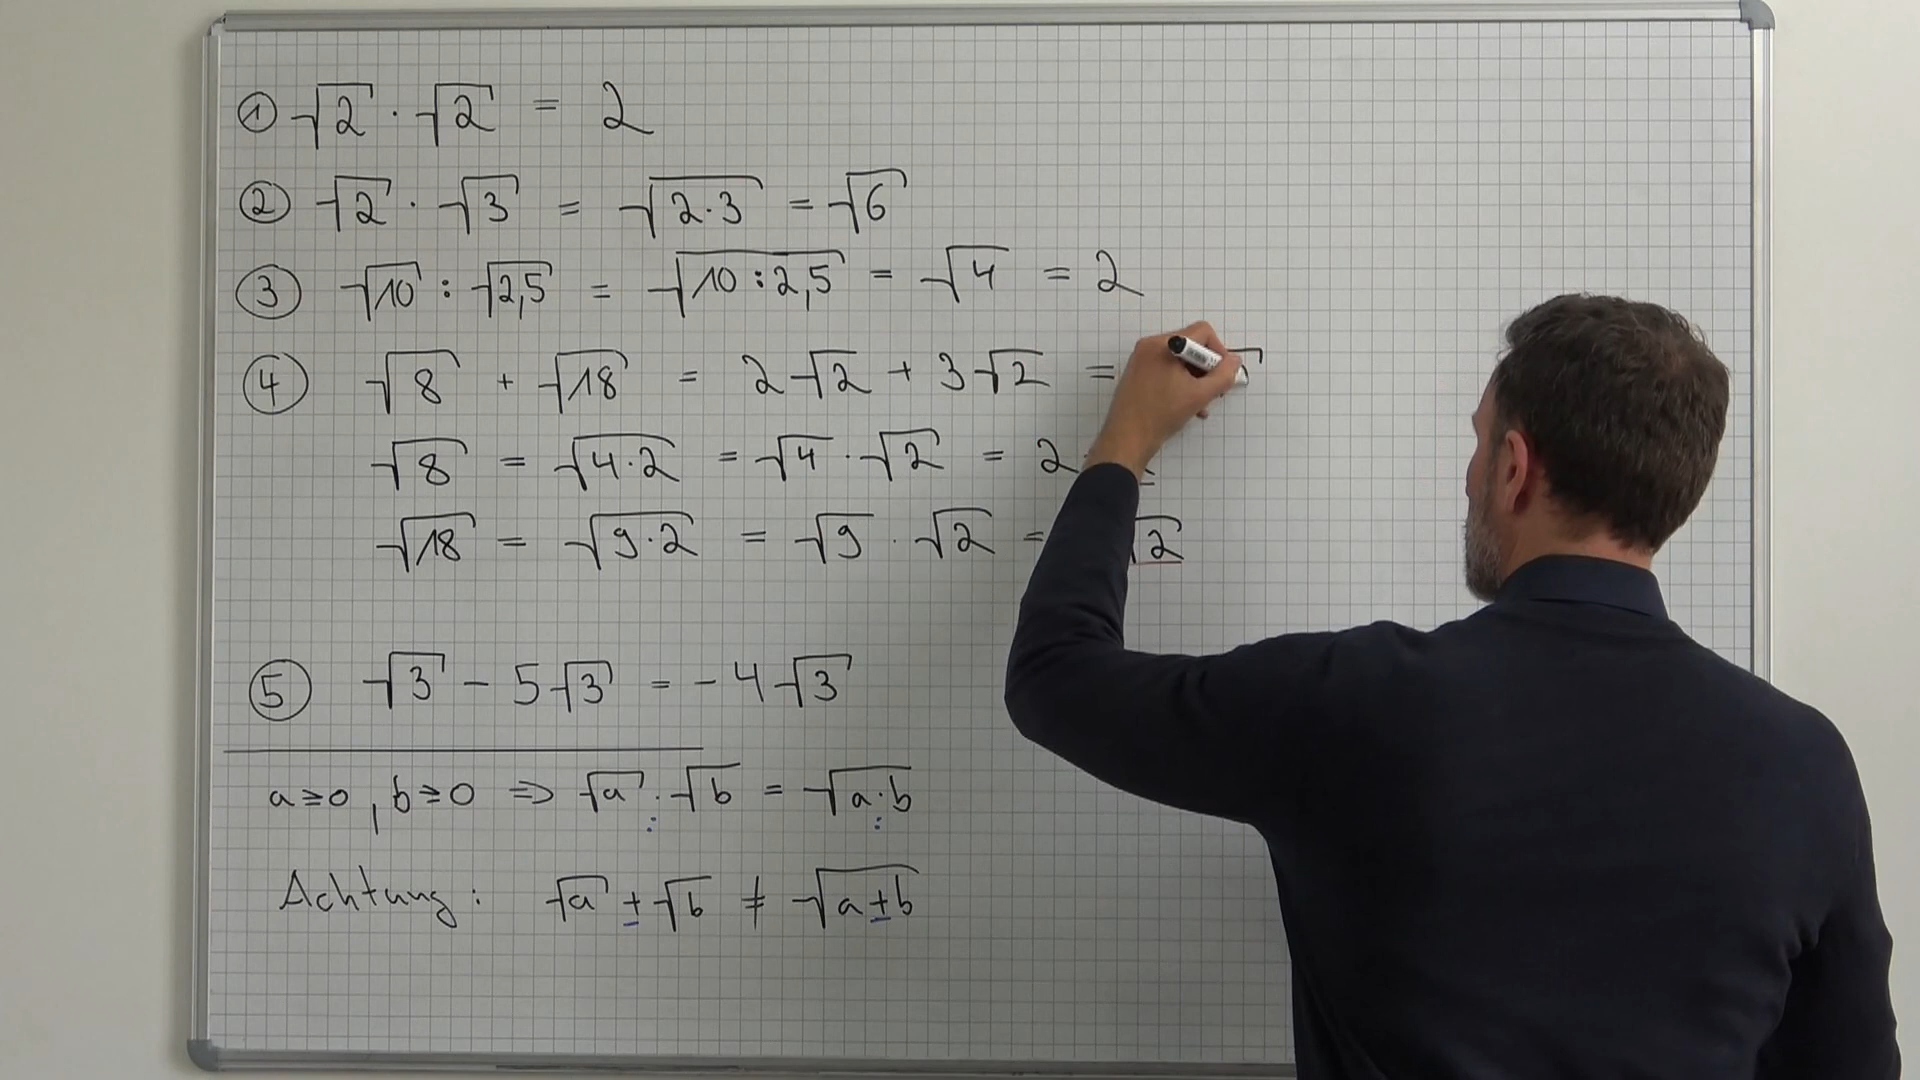 ① √2 · √2 = 2
② √2 · √3 = √(2·3) = √6
③ √10 : √2,5 = √(10:2,5) = √4 = 2
④ √8 + √18 = 2√2 + 3√2 =
√8 = √(4·2) = √4 · √2 = 2
√18 = √(9·2) = √9 · √2 = √2
⑤ √3 - 5√3 = -4√3
a≥0, b≥0 ⇒ √a · √b = √(a·b)
: :
Achtung: √a ± √b ≠ √(a±b)